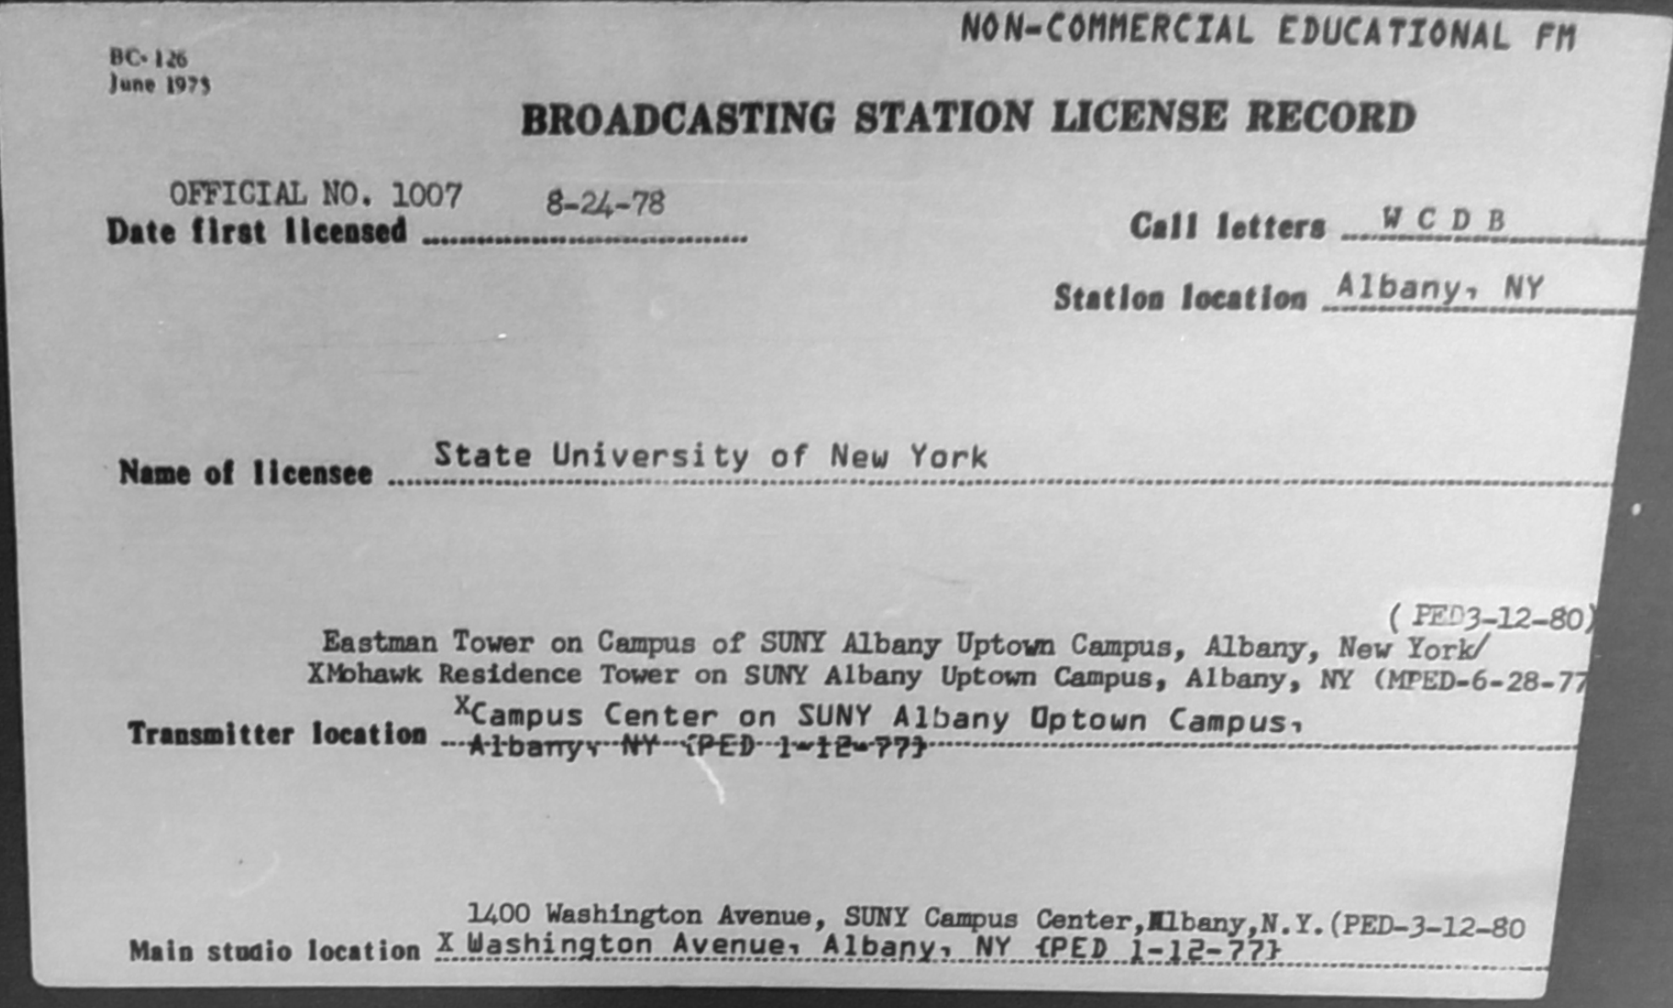 NON-COMMERCIAL EDUCATIONAL FM
BC-126
June 1973
BROADCASTING STATION LICENSE RECORD
OFFICIAL NO. 1007
Date first licensed 8-24-78
Call letters W C D B
Station location Albany, NY
Name of licensee State University of New York
( PED3-12-80)
Eastman Tower on Campus of SUNY Albany Uptown Campus, Albany, New York/
XMohawk Residence Tower on SUNY Albany Uptown Campus, Albany, NY (MPED-6-28-77
XCampus Center on SUNY Albany Uptown Campus,
Transmitter location Albany, NY {PED 1-12-77}
1400 Washington Avenue, SUNY Campus Center,Albany,N.Y.(PED-3-12-80
Main studio location X Washington Avenue, Albany, NY {PED 1-12-77}